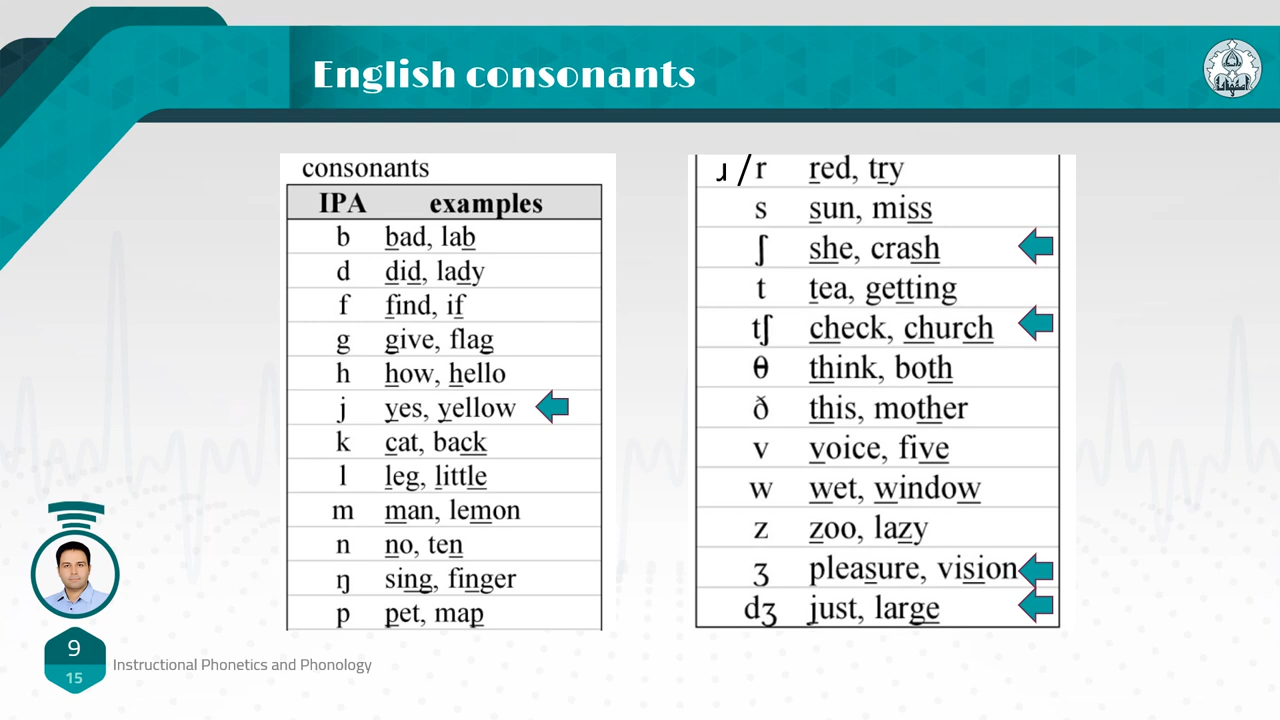 English consonants
consonants
IPA examples
b bad, lab
d did, lady
f find, if
g give, flag
h how, hello
j yes, yellow
k cat, back
l leg, little
m man, lemon
n no, ten
ŋ sing, finger
p pet, map
ɹ / r red, try
s sun, miss
ʃ she, crash
t tea, getting
tʃ check, church
θ think, both
ð this, mother
v voice, five
w wet, window
z zoo, lazy
ʒ pleasure, vision
dʒ just, large
9
15
Instructional Phonetics and Phonology